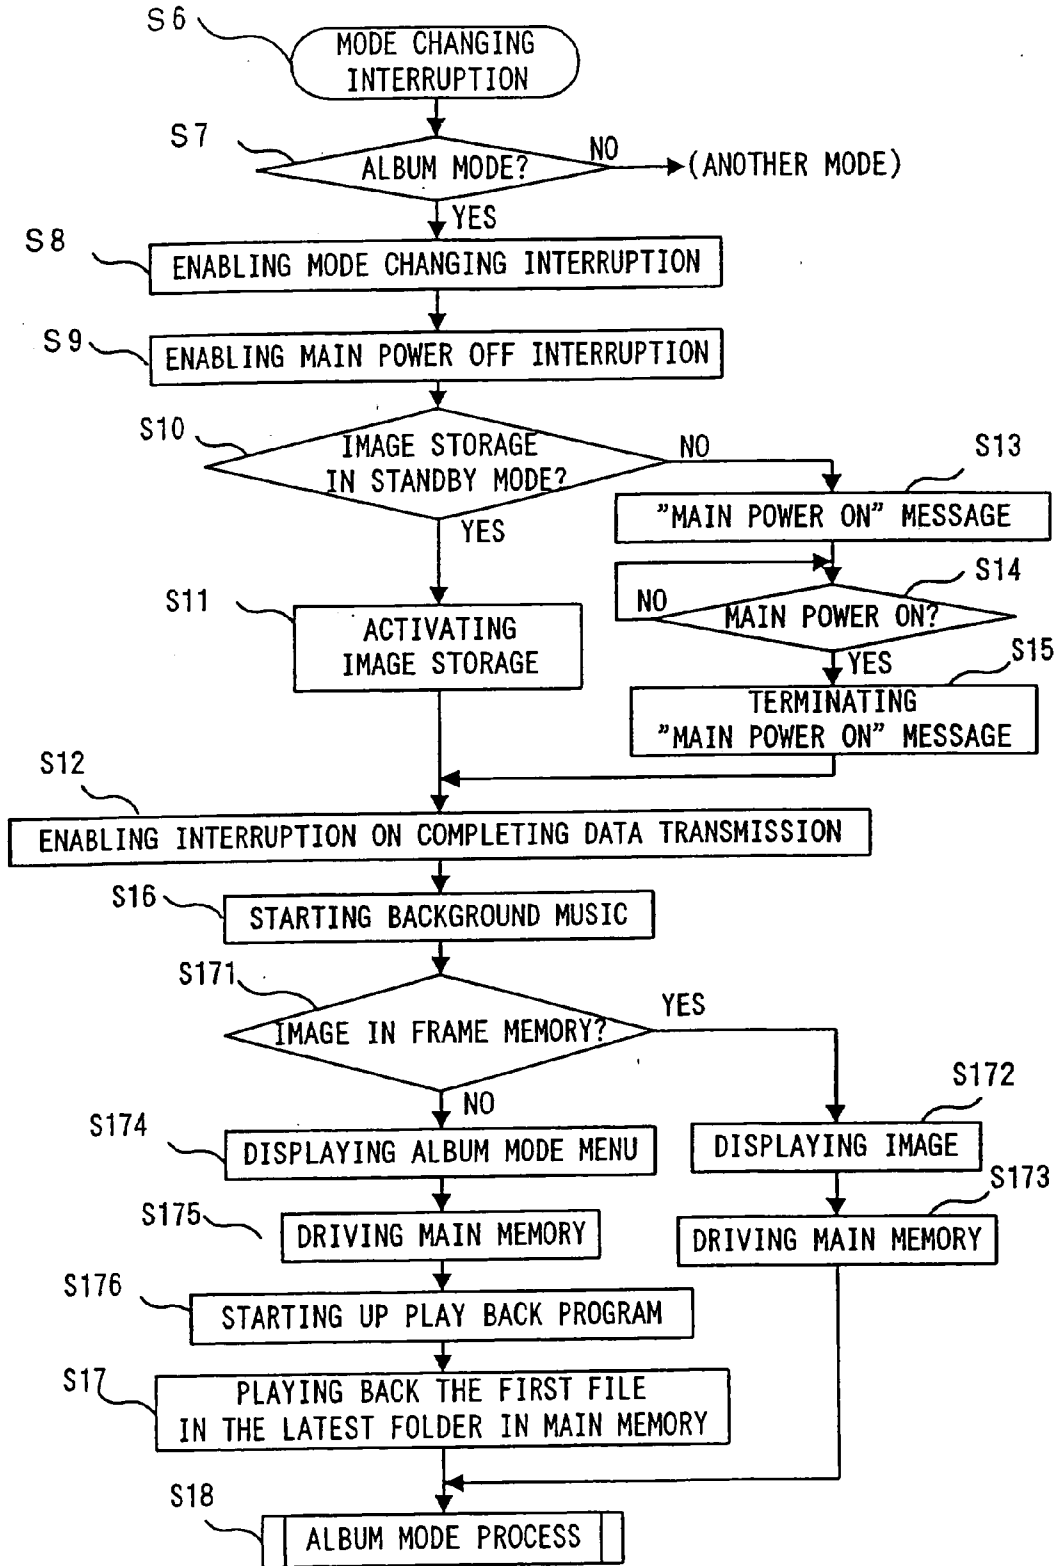 S6
MODE CHANGING
INTERRUPTION
S7
ALBUM MODE?
NO
(ANOTHER MODE)
YES
S8
ENABLING MODE CHANGING INTERRUPTION
S9
ENABLING MAIN POWER OFF INTERRUPTION
S10
IMAGE STORAGE
IN STANDBY MODE?
NO
YES
S13
"MAIN POWER ON" MESSAGE
S14
NO
MAIN POWER ON?
YES
S11
ACTIVATING
IMAGE STORAGE
S15
TERMINATING
"MAIN POWER ON" MESSAGE
S12
ENABLING INTERRUPTION ON COMPLETING DATA TRANSMISSION
S16
STARTING BACKGROUND MUSIC
S171
IMAGE IN FRAME MEMORY?
YES
NO
S172
DISPLAYING IMAGE
S174
DISPLAYING ALBUM MODE MENU
S173
DRIVING MAIN MEMORY
S175
DRIVING MAIN MEMORY
S176
STARTING UP PLAY BACK PROGRAM
S17
PLAYING BACK THE FIRST FILE
IN THE LATEST FOLDER IN MAIN MEMORY
S18
ALBUM MODE PROCESS